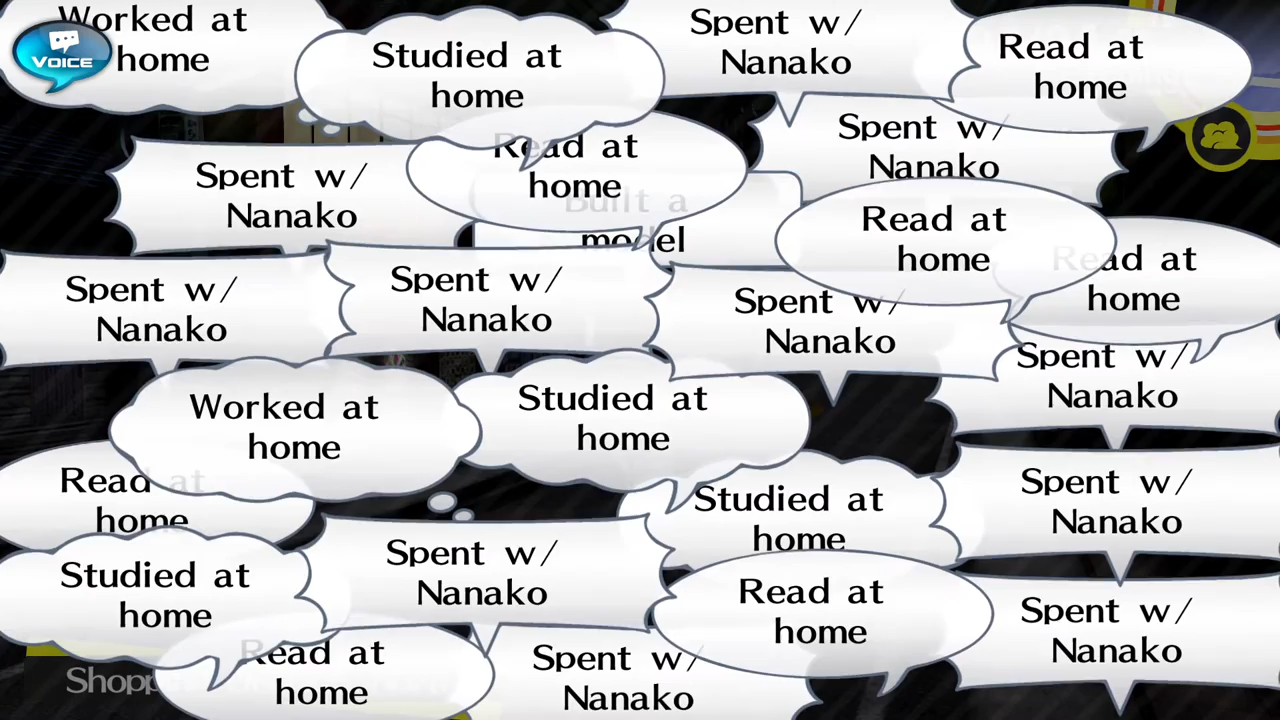 Worked at
home
VOICE
Studied at
home
Spent w/
Nanako
Read at
home
Spent w/
Nanako
Read at
home
Spent w/
Nanako
Built a
model
Read at
home
Read at
home
Spent w/
Nanako
Spent w/
Nanako
Spent w/
Nanako
Spent w/
Nanako
Worked at
home
Studied at
home
Read at
home
Studied at
home
Spent w/
Nanako
Studied at
home
Spent w/
Nanako
Read at
home
Spent w/
Nanako
Read at
home
Spent w/
Nanako